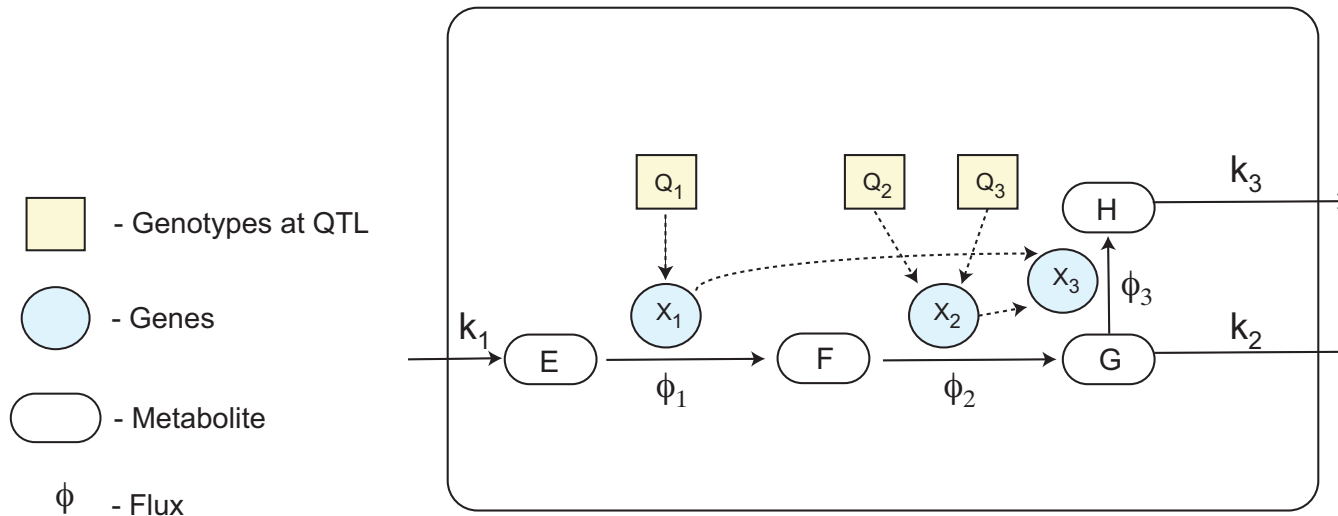 - Genotypes at QTL
- Genes
- Metabolite
ϕ - Flux
Q₁
Q₂
Q₃
H
k₃
X₁
X₂
X₃
ϕ₃
k₁
E
F
G
k₂
ϕ₁
ϕ₂